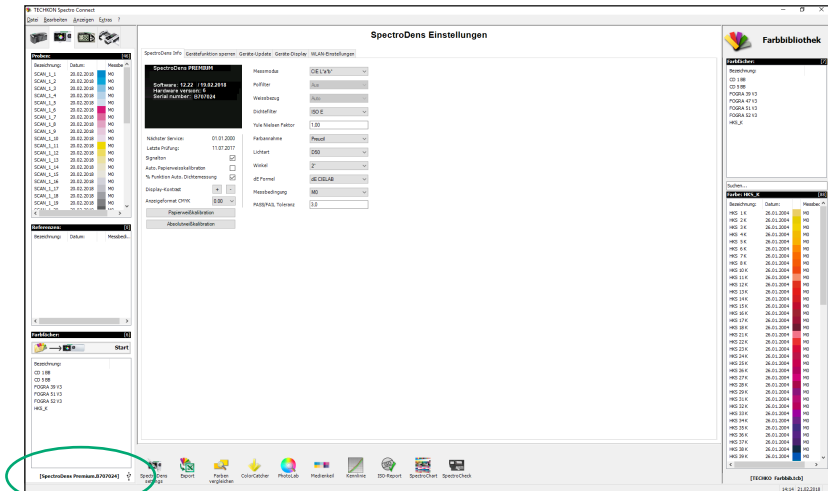 TECHKON Spectro Connect
Datei Bearbeiten Anzeigen Extras ?
SpectroDens Einstellungen
Proben:
Bezeichnung: Datum: Messbe
SCAN_1_1 20.02.2018 M0
SCAN_1_2 20.02.2018 M0
SCAN_1_3 20.02.2018 M0
SCAN_1_4 20.02.2018 M0
SCAN_1_5 20.02.2018 M0
SCAN_1_6 20.02.2018 M0
SCAN_1_7 20.02.2018 M0
SCAN_1_8 20.02.2018 M0
SCAN_1_9 20.02.2018 M0
SCAN_1_10 20.02.2018 M0
SCAN_1_11 20.02.2018 M0
SCAN_1_12 20.02.2018 M0
SCAN_1_13 20.02.2018 M0
SCAN_1_14 20.02.2018 M0
SCAN_1_15 20.02.2018 M0
SCAN_1_16 20.02.2018 M0
SCAN_1_17 20.02.2018 M0
SCAN_1_18 20.02.2018 M0
SCAN_1_19 20.02.2018 M0
Referenzen: [0]
Bezeichnung: Datum: Messbedi...
Farbfächer: [5]
Start
Bezeichnung:
CD 1 BB
CD 5 BB
FOGRA 39 V3
FOGRA 51 V3
FOGRA 52 V3
HKS_K
[SpectroDens Premium.B707024]
SpectroDens Info Gerätefunktion sperren Geräte-Update Geräte-Display WLAN-Einstellungen
SpectroDens PREMIUM
Software: 12.22 / 19.02.2018
Hardware version: 6
Serial number: B707024
Nächster Service: 01.01.2000
Letzte Prüfung: 11.07.2017
Signalton
Auto. Papierweisskalibration
% Funktion Auto. Dichtemessung
Display-Kontrast + -
Anzeigeformat CMYK 0.00
Papierweißkalibration
Absolutweißkalibration
Messmodus CIE L*a*b*
Polfilter Aus
Weissbezug Auto
Dichtefilter ISO E
Yule Nielsen Faktor 1,00
Farbannahme Preuzil
Lichtart D50
Winkel 2°
dE Formel dE CIELAB
Messbedingung M0
PASS/FAIL Toleranz 3,0
SpectroDens settings
Export
Farben vergleichen
ColorCatcher
PhotoLab
Medienkeil
Kennlinie
ISO-Report
SpectroChart
SpectroCheck
Farbbibliothek
Farbfächer: [7]
Bezeichnung:
CD 1 BB
CD 5 BB
FOGRA 39 V3
FOGRA 47 V3
FOGRA 51 V3
FOGRA 52 V3
HKS_K
Suchen...
Farbe: HKS_K [88]
Bezeichnung: Datum: Messbe
HKS 1 K 26.01.2004 M0
HKS 2 K 26.01.2004 M0
HKS 3 K 26.01.2004 M0
HKS 4 K 26.01.2004 M0
HKS 5 K 26.01.2004 M0
HKS 6 K 26.01.2004 M0
HKS 7 K 26.01.2004 M0
HKS 8 K 26.01.2004 M0
HKS 10 K 26.01.2004 M0
HKS 11 K 26.01.2004 M0
HKS 12 K 26.01.2004 M0
HKS 13 K 26.01.2004 M0
HKS 14 K 26.01.2004 M0
HKS 15 K 26.01.2004 M0
HKS 16 K 26.01.2004 M0
HKS 17 K 26.01.2004 M0
HKS 18 K 26.01.2004 M0
HKS 21 K 26.01.2004 M0
HKS 22 K 26.01.2004 M0
HKS 23 K 26.01.2004 M0
HKS 24 K 26.01.2004 M0
HKS 25 K 26.01.2004 M0
HKS 26 K 26.01.2004 M0
HKS 27 K 26.01.2004 M0
HKS 28 K 26.01.2004 M0
HKS 29 K 26.01.2004 M0
HKS 31 K 26.01.2004 M0
HKS 32 K 26.01.2004 M0
HKS 33 K 26.01.2004 M0
HKS 34 K 26.01.2004 M0
HKS 35 K 26.01.2004 M0
HKS 36 K 26.01.2004 M0
HKS 37 K 26.01.2004 M0
HKS 38 K 26.01.2004 M0
HKS 39 K 26.01.2004 M0
[TECHKO Farbbib.tcb]
14:14 21.02.2018